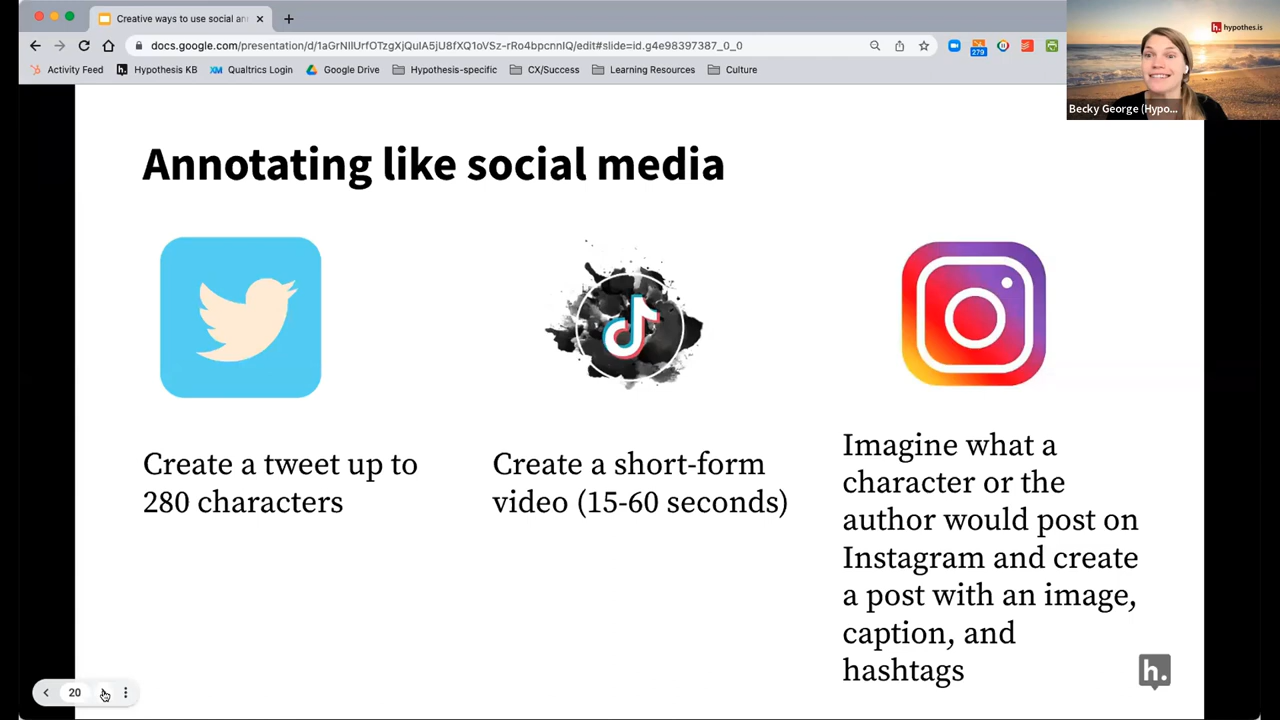 Creative ways to use social an
docs.google.com/presentation/d/1aGrNIlUrfOTzgXjQuIA5jU8fXQ1oVSz-rRo4bpcnnIQ/edit#slide=id.g4e98397387_0_0
279
Activity Feed Hypothesis KB Qualtrics Login Google Drive Hypothesis-Specific CX/Success Learning Resources Culture
hypothes.is
Becky George (Hypo...
Annotating like social media
Create a tweet up to
280 characters
Create a short-form
video (15-60 seconds)
Imagine what a
character or the
author would post on
Instagram and create
a post with an image,
caption, and
hashtags
h.
20